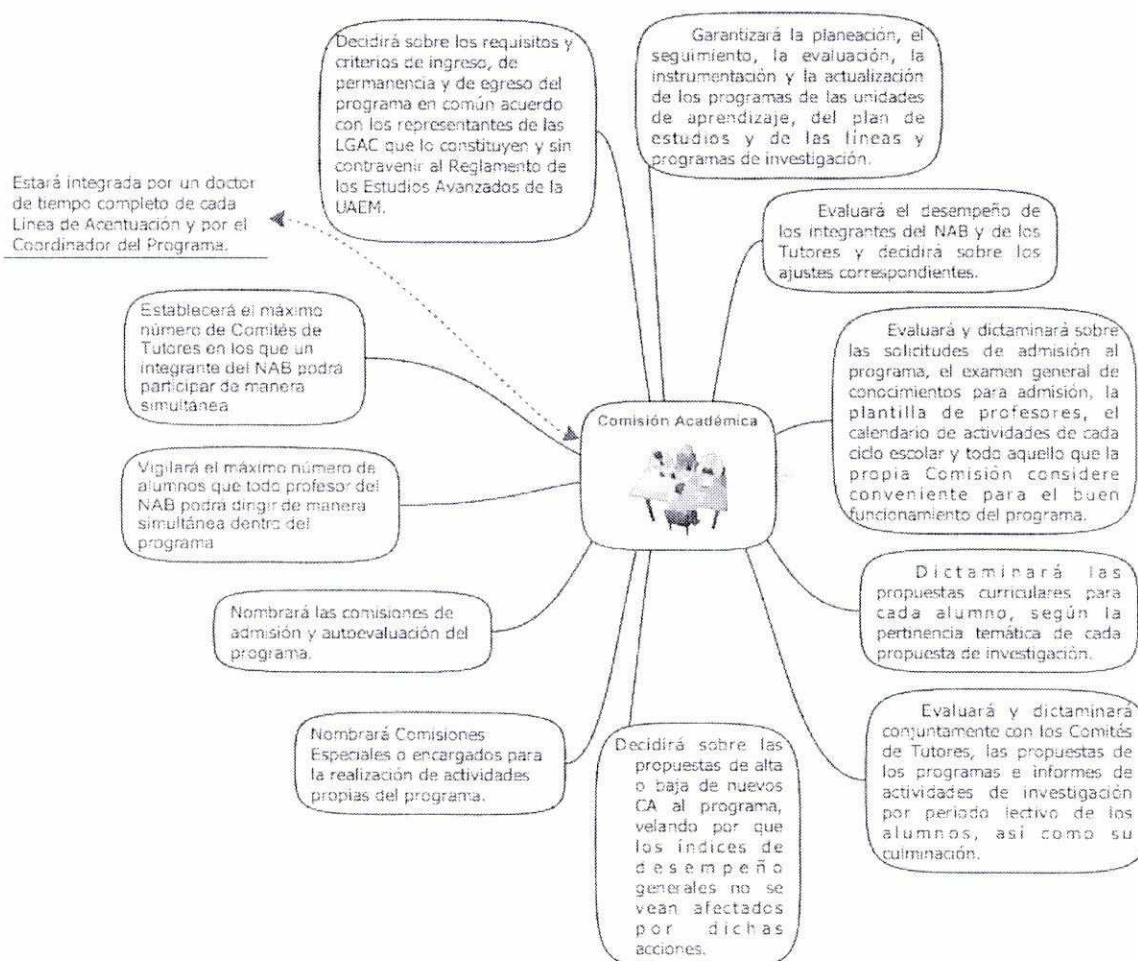 Decidirá sobre los requisitos y
criterios de ingreso, de
permanencia y de egreso del
programa en común acuerdo
con los representantes de las
LGAC que lo constituyen y sin
contravenir al Reglamento de
los Estudios Avanzados de la
UAEM.
Garantizará la planeación, el
seguimiento, la evaluación, la
instrumentación y la actualización
de los programas de las unidades
de aprendizaje, del plan de
estudios y de las líneas y
programas de investigación.
Estará integrada por un doctor
de tiempo completo de cada
Línea de Acentuación y por el
Coordinador del Programa.
Evaluará el desempeño de
los integrantes del NAB y de los
Tutores y decidirá sobre los
ajustes correspondientes.
Establecerá el máximo
número de Comités de
Tutores en los que un
integrante del NAB podrá
participar de manera
simultánea
Evaluará y dictaminará sobre
las solicitudes de admisión al
programa, el examen general de
conocimientos para admisión, la
plantilla de profesores, el
calendario de actividades de cada
ciclo escolar y todo aquello que la
propia Comisión considere
conveniente para el buen
funcionamiento del programa.
Comisión Académica
Vigilará el máximo número de
alumnos que todo profesor del
NAB podrá dirigir de manera
simultánea dentro del
programa
Dictaminará las
propuestas curriculares para
cada alumno, según la
pertinencia temática de cada
propuesta de investigación.
Nombrará las comisiones de
admisión y autoevaluación del
programa.
Evaluará y dictaminará
conjuntamente con los Comités
de Tutores, las propuestas de
los programas e informes de
actividades de investigación
por periodo lectivo de los
alumnos, así como su
culminación.
Nombrará Comisiones
Especiales o encargados para
la realización de actividades
propias del programa.
Decidirá sobre las
propuestas de alta
o baja de nuevos
CA al programa,
velando por que
los índices de
desempeño
generales no se
vean afectados
por dichas
acciones.